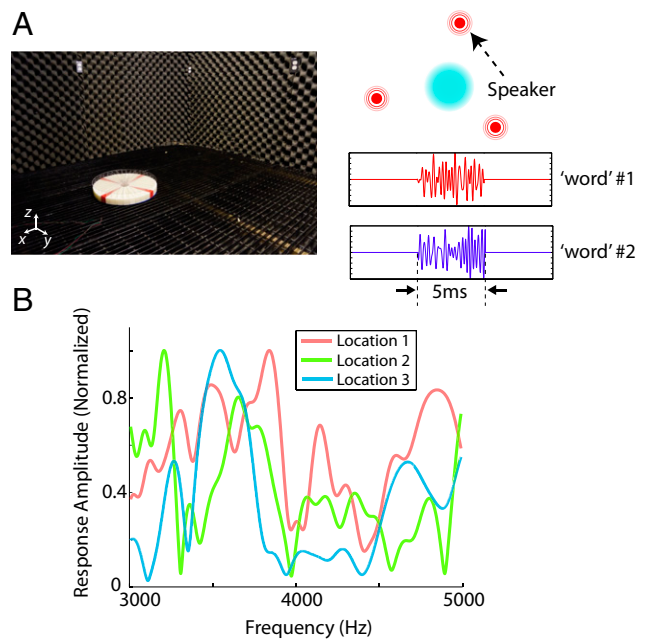 A
z
x
y
Speaker
'word' #1
'word' #2
5ms
B
Response Amplitude (Normalized)
Location 1
Location 2
Location 3
0.8
0.4
0
3000
4000
5000
Frequency (Hz)